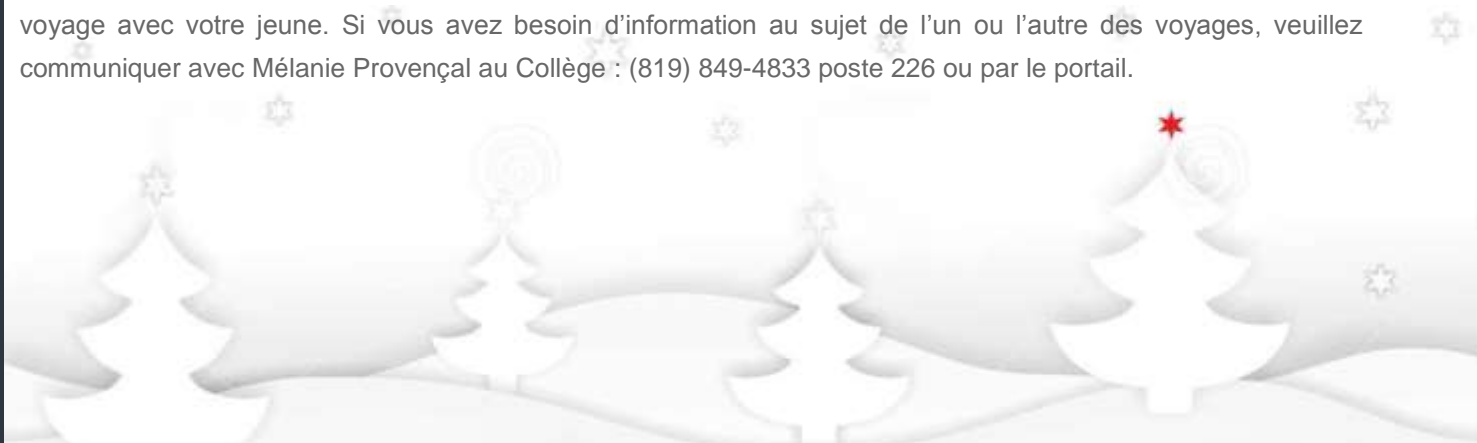 voyage avec votre jeune. Si vous avez besoin d’information au sujet de l’un ou l’autre des voyages, veuillez
communiquer avec Mélanie Provençal au Collège : (819) 849-4833 poste 226 ou par le portail.